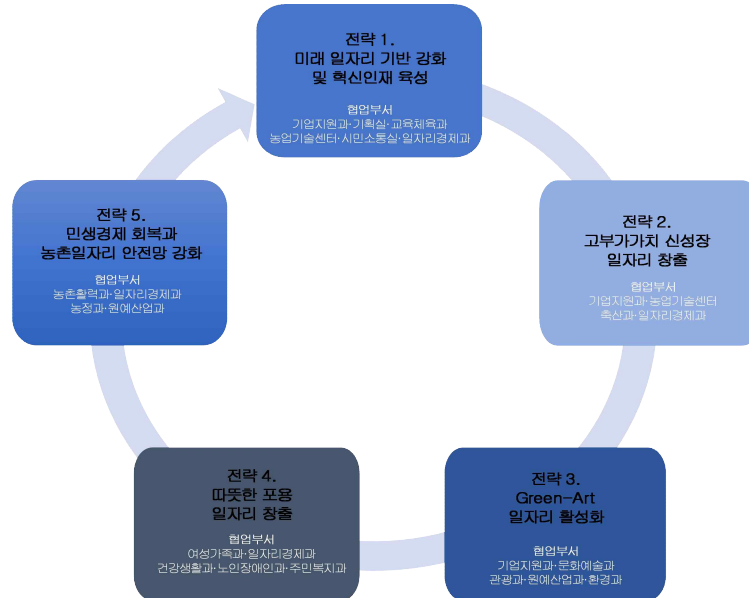 전략 1.
미래 일자리 기반 강화
및 혁신인재 육성
협업부서
기업지원과·기획실·교육체육과
농업기술센터·시민소통실·일자리경제과
전략 2.
고부가가치 신성장
일자리 창출
협업부서
기업지원과·농업기술센터
축산과·일자리경제과
전략 3.
Green-Art
일자리 활성화
협업부서
기업지원과·문화예술과
관광과·원예산업과·환경과
전략 4.
따뜻한 포용
일자리 창출
협업부서
여성가족과·일자리경제과
건강생활과·노인장애인과·주민복지과
전략 5.
민생경제 회복과
농촌일자리 안전망 강화
협업부서
농촌활력과·일자리경제과
농정과·원예산업과